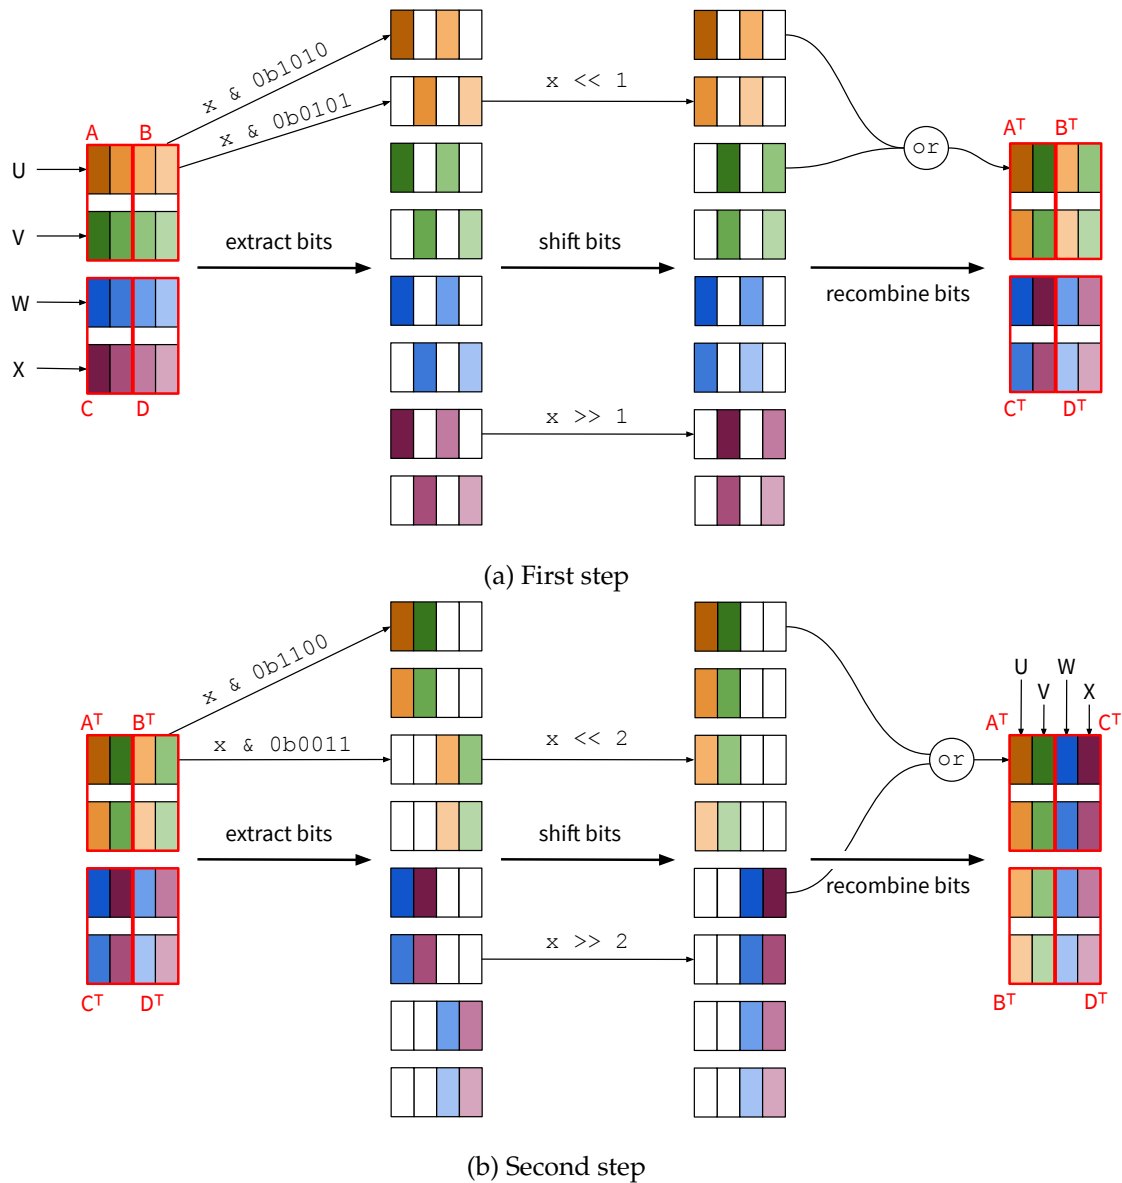 x & 0b1010
x & 0b0101
x << 1
A B
U
V
W
X
C D
extract bits
shift bits
x >> 1
or
recombine bits
Aᵀ Bᵀ
Cᵀ Dᵀ
(a) First step
x & 0b1100
x & 0b0011
Aᵀ Bᵀ
Cᵀ Dᵀ
extract bits
x << 2
shift bits
x >> 2
or
recombine bits
U W
V X
Aᵀ Cᵀ
Bᵀ Dᵀ
(b) Second step